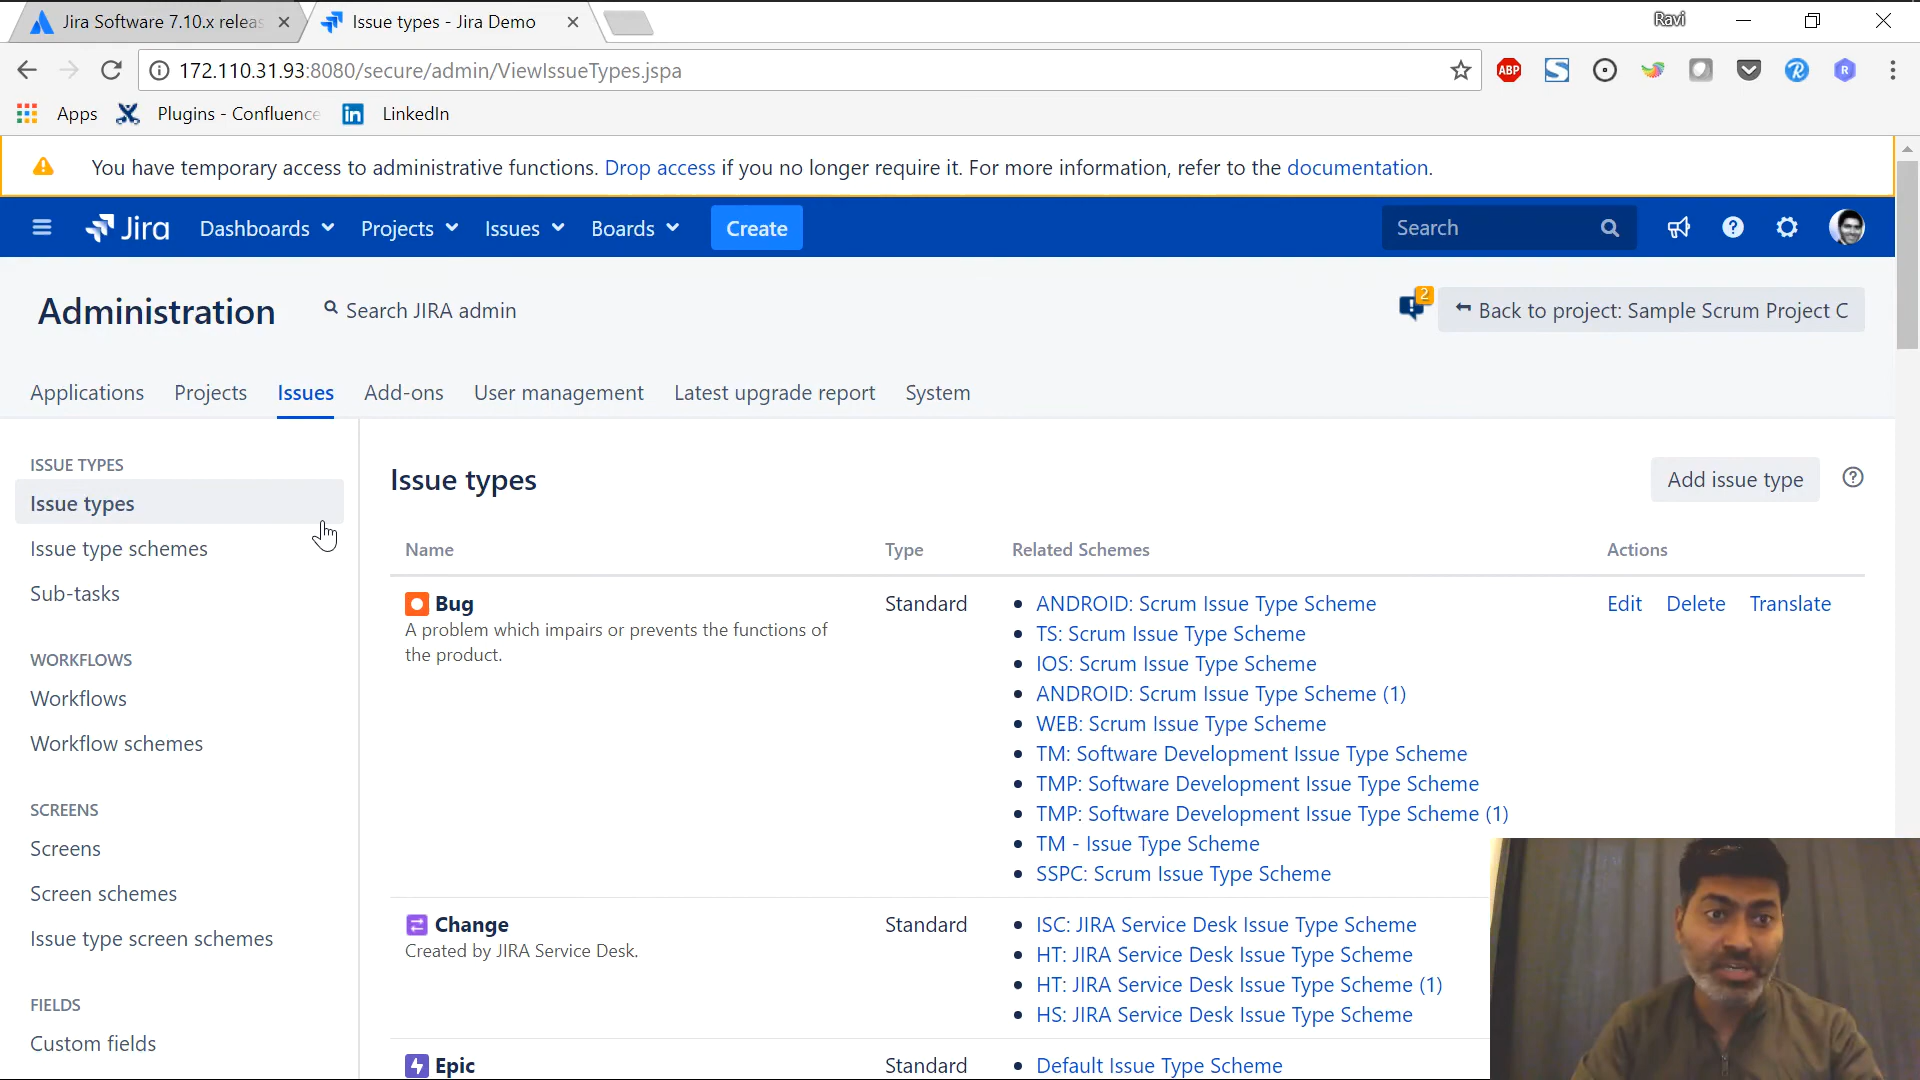 Jira Software 7.10.x releas
Issue types - Jira Demo
Ravi
172.110.31.93:8080/secure/admin/ViewIssueTypes.jspa
ABP
Apps
Plugins - Confluence
in
LinkedIn
You have temporary access to administrative functions. Drop access if you no longer require it. For more information, refer to the documentation.
Jira
Dashboards
Projects
Issues
Boards
Create
Search
Administration
Search JIRA admin
2
Back to project: Sample Scrum Project C
Applications
Projects
Issues
Add-ons
User management
Latest upgrade report
System
ISSUE TYPES
Issue types
Issue type schemes
Sub-tasks
WORKFLOWS
Workflows
Workflow schemes
SCREENS
Screens
Screen schemes
Issue type screen schemes
FIELDS
Custom fields
Issue types
Add issue type
Name
Type
Related Schemes
Actions
Bug
A problem which impairs or prevents the functions of
the product.
Standard
ANDROID: Scrum Issue Type Scheme
TS: Scrum Issue Type Scheme
IOS: Scrum Issue Type Scheme
ANDROID: Scrum Issue Type Scheme (1)
WEB: Scrum Issue Type Scheme
TM: Software Development Issue Type Scheme
TMP: Software Development Issue Type Scheme
TMP: Software Development Issue Type Scheme (1)
TM - Issue Type Scheme
SSPC: Scrum Issue Type Scheme
Edit
Delete
Translate
Change
Created by JIRA Service Desk.
Standard
ISC: JIRA Service Desk Issue Type Scheme
HT: JIRA Service Desk Issue Type Scheme
HT: JIRA Service Desk Issue Type Scheme (1)
HS: JIRA Service Desk Issue Type Scheme
Epic
Standard
Default Issue Type Scheme